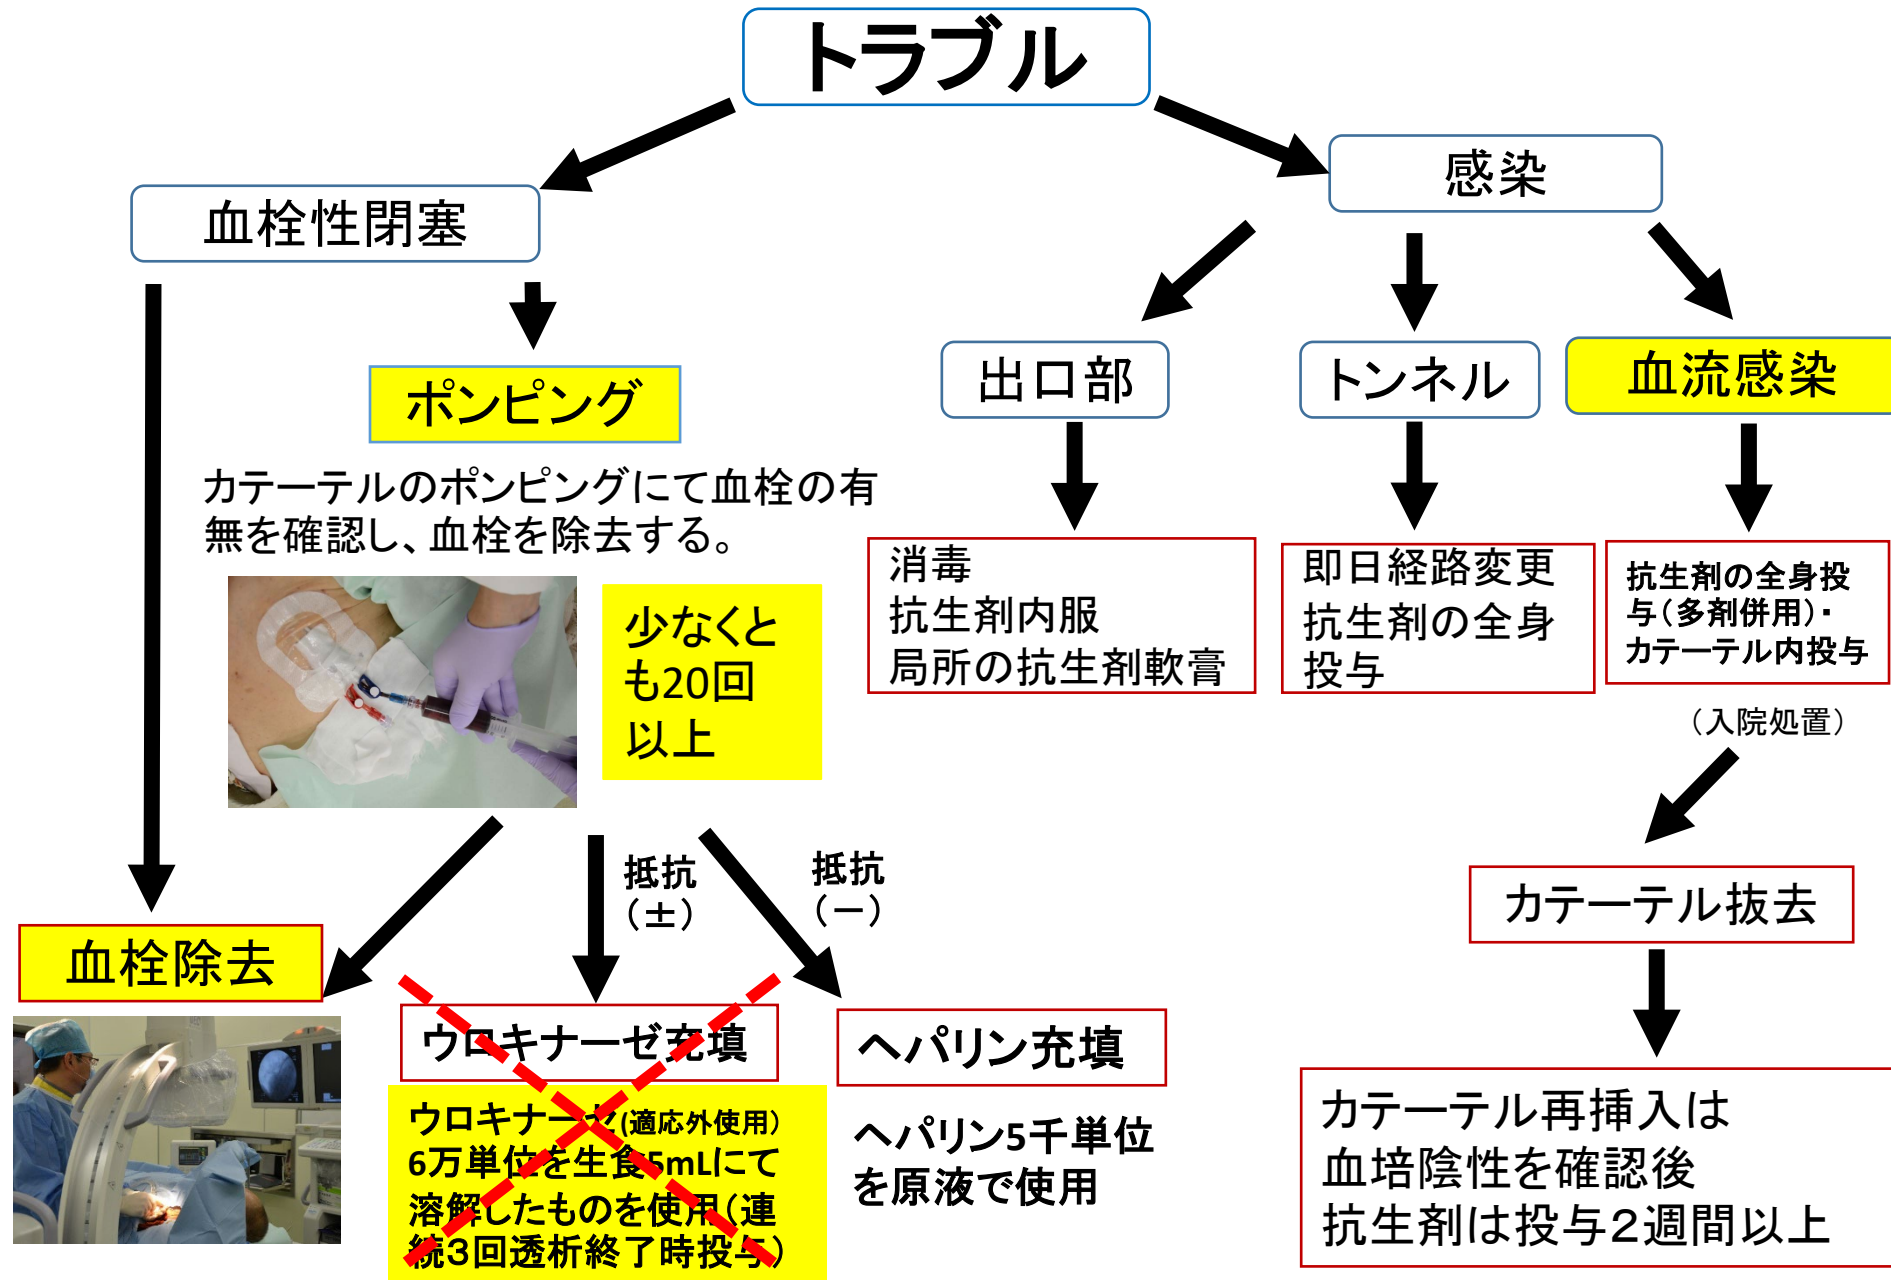 トラブル
血栓性閉塞
感染
ポンピング
カテーテルのポンピングにて血栓の有
無を確認し、血栓を除去する。
少なくと
も20回
以上
抵抗
（±）
抵抗
（－）
血栓除去
ウロキナーゼ充填
ウロキナーゼ(適応外使用）
6万単位を生食5mLにて
溶解したものを使用（連
続3回透析終了時投与）
ヘパリン充填
ヘパリン5千単位
を原液で使用
出口部
トンネル
血流感染
消毒
抗生剤内服
局所の抗生剤軟膏
即日経路変更
抗生剤の全身
投与
抗生剤の全身投
与（多剤併用）・
カテーテル内投与
（入院処置）
カテーテル抜去
カテーテル再挿入は
血培陰性を確認後
抗生剤は投与２週間以上